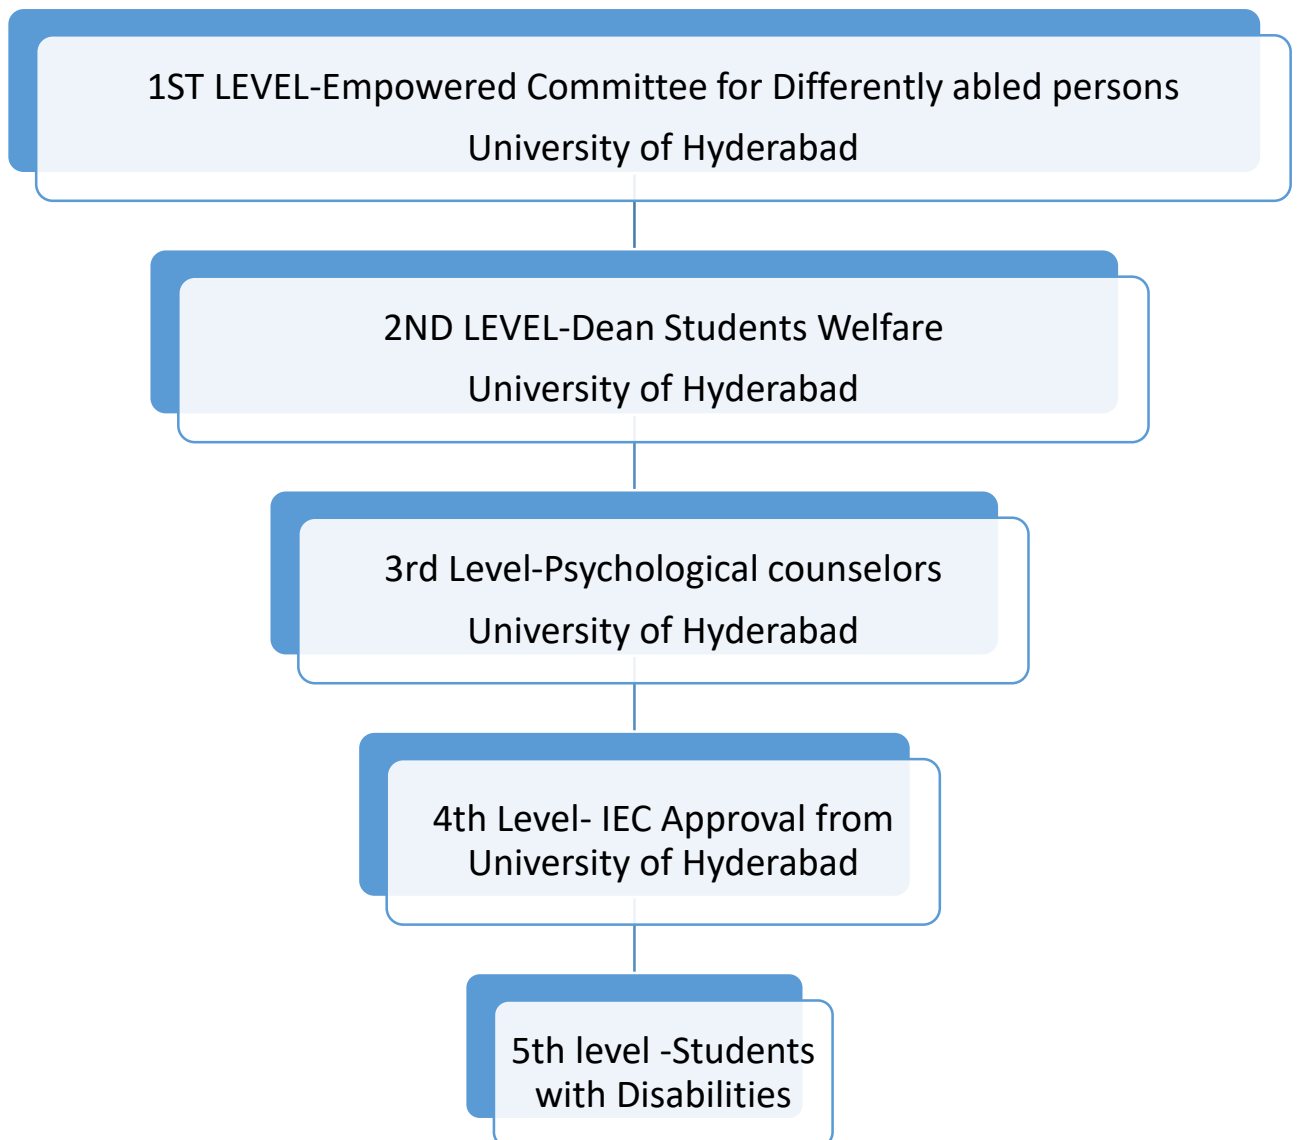 1ST LEVEL-Empowered Committee for Differently abled persons
University of Hyderabad
2ND LEVEL-Dean Students Welfare
University of Hyderabad
3rd Level-Psychological counselors
University of Hyderabad
4th Level- IEC Approval from
University of Hyderabad
5th level -Students
with Disabilities